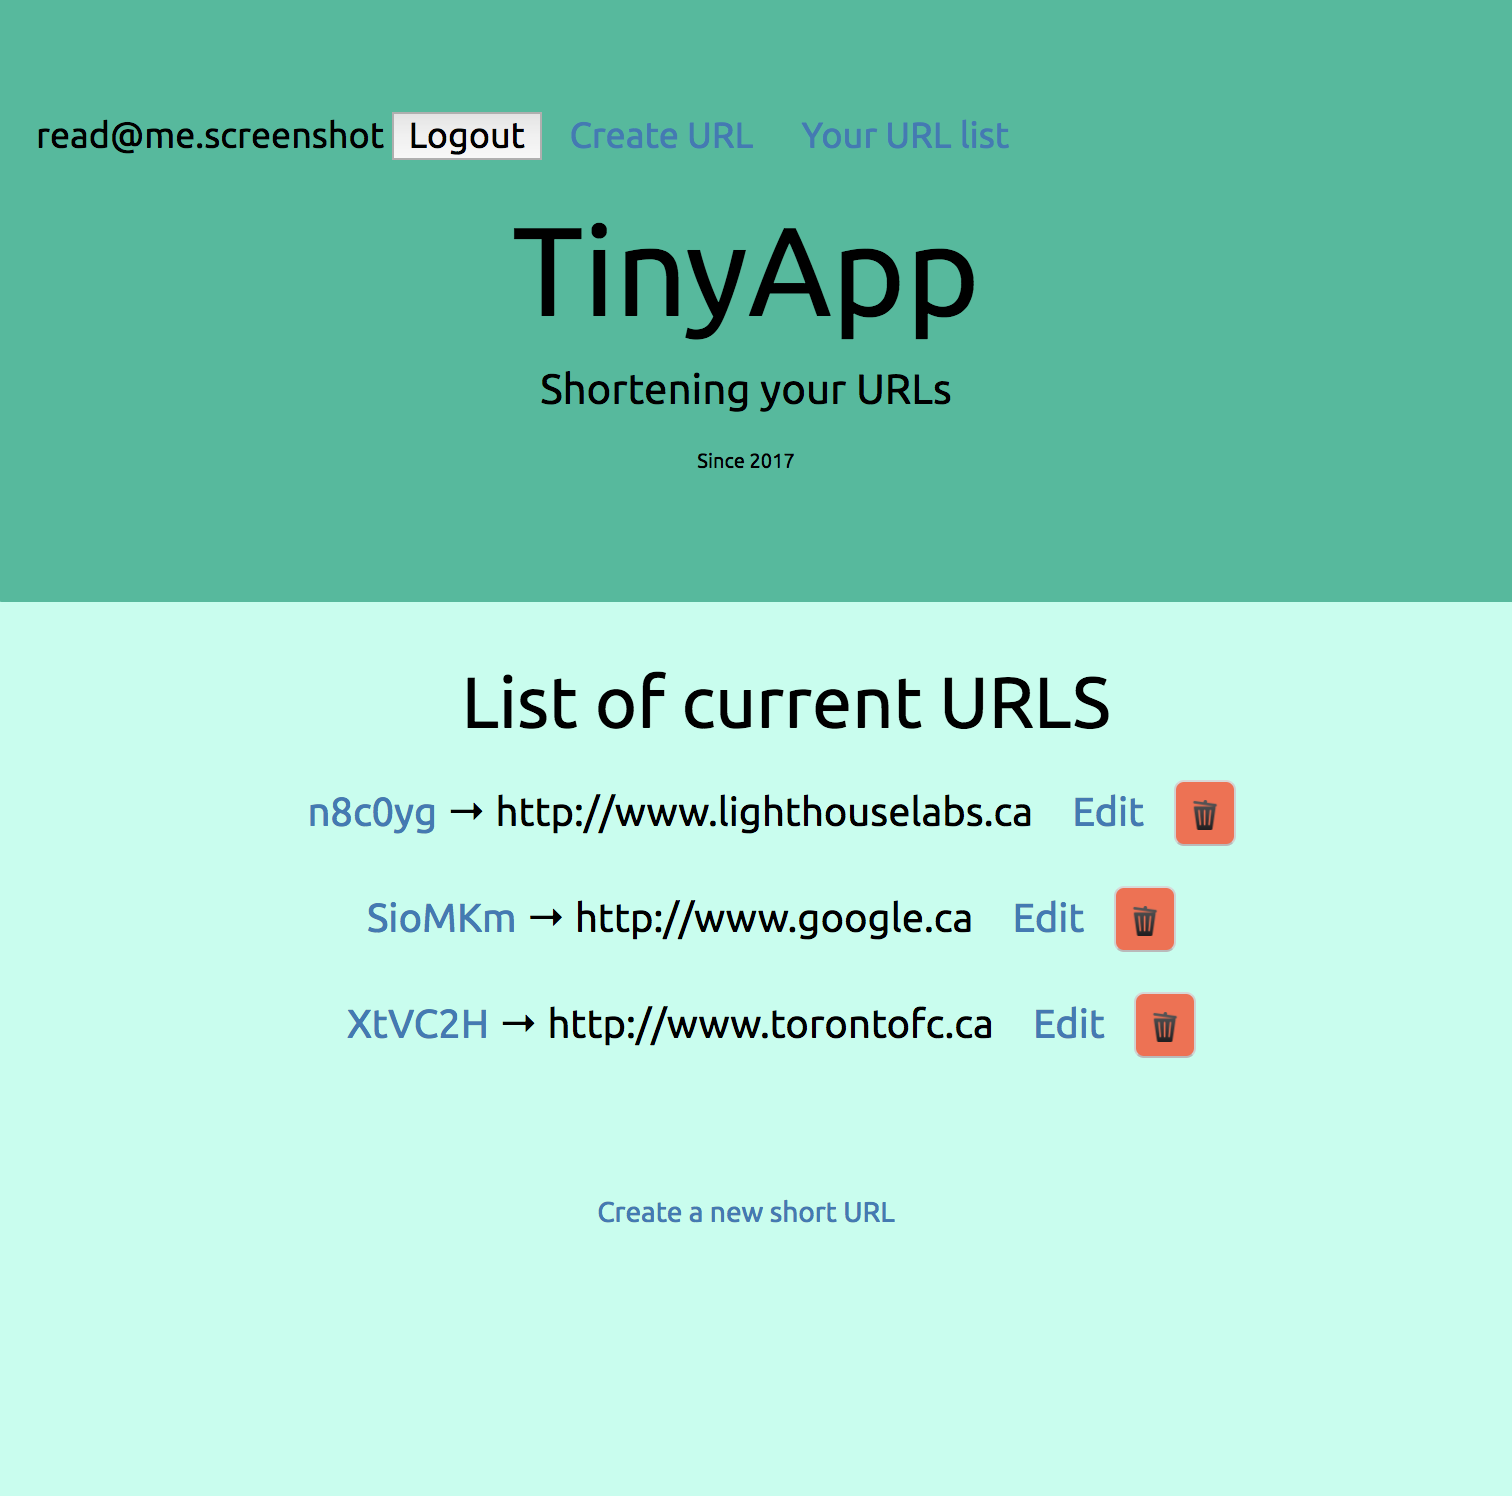 read@me.screenshot Logout Create URL Your URL list
TinyApp
Shortening your URLs
Since 2017
List of current URLS
n8c0yg → http://www.lighthouselabs.ca Edit
SioMKm → http://www.google.ca Edit
XtVC2H → http://www.torontofc.ca Edit
Create a new short URL